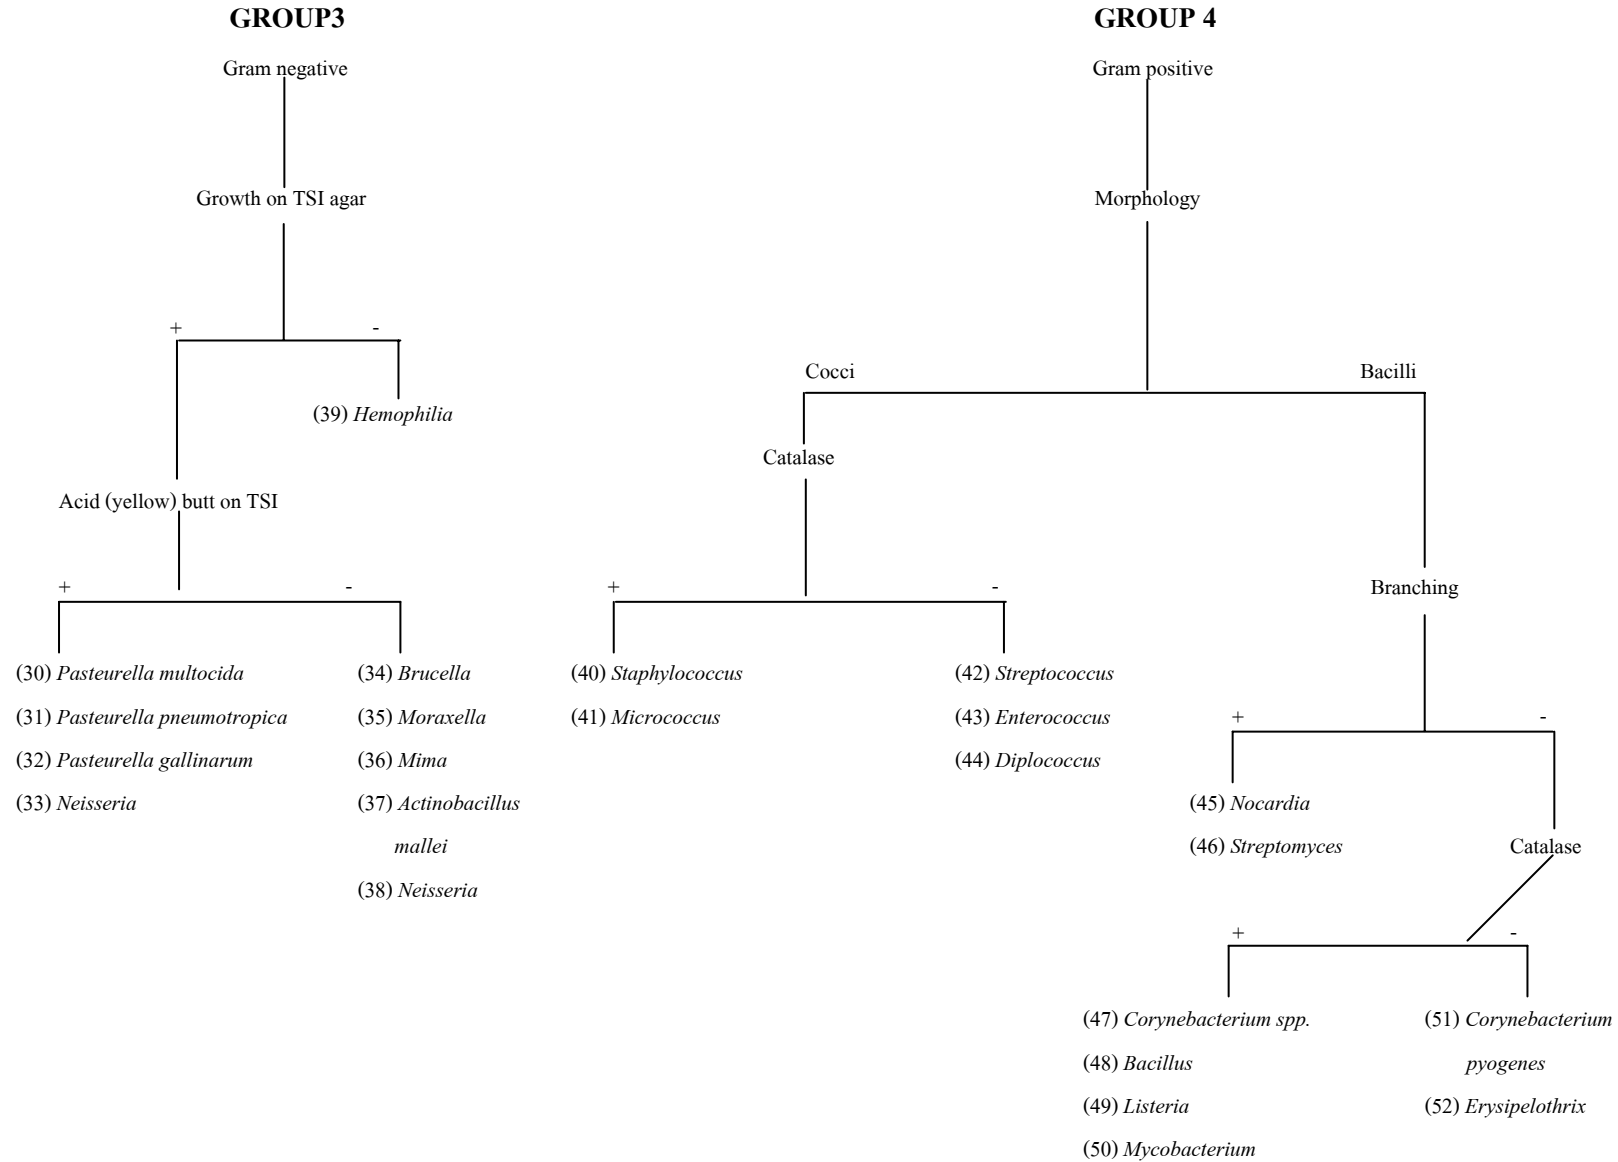 GROUP3
Gram negative
Growth on TSI agar
+ -
(39) Hemophilia
Acid (yellow) butt on TSI
+ -
(30) Pasteurella multocida
(31) Pasteurella pneumotropica
(32) Pasteurella gallinarum
(33) Neisseria
(34) Brucella
(35) Moraxella
(36) Mima
(37) Actinobacillus
mallei
(38) Neisseria
GROUP 4
Gram positive
Morphology
Cocci Bacilli
Catalase
+ -
(40) Staphylococcus
(41) Micrococcus
(42) Streptococcus
(43) Enterococcus
(44) Diplococcus
Branching
+ -
(45) Nocardia
(46) Streptomyces
Catalase
+ -
(47) Corynebacterium spp.
(48) Bacillus
(49) Listeria
(50) Mycobacterium
(51) Corynebacterium
pyogenes
(52) Erysipelothrix